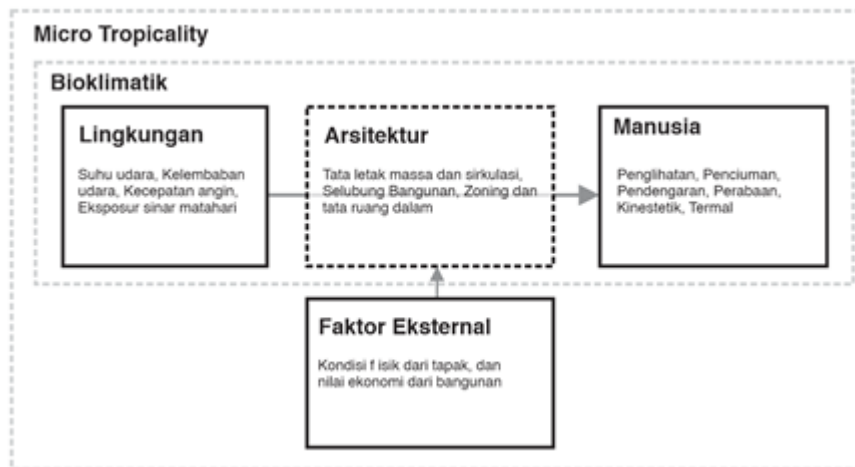 Micro Tropicality
Bioklimatik
Lingkungan
Suhu udara, Kelembaban
udara, Kecepatan angin,
Eksposur sinar matahari
Arsitektur
Tata letak massa dan sirkulasi,
Selubung Bangunan, Zoning dan
tata ruang dalam
Manusia
Penglihatan, Penciuman,
Pendengaran, Perabaan,
Kinestetik, Termal
Faktor Eksternal
Kondisi f isik dari tapak, dan
nilai ekonomi dari bangunan